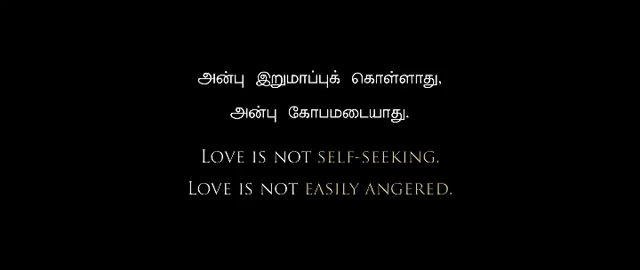 அன்பு இறுமாப்புக் கொள்ளாது,
அன்பு கோபமடையாது.
LOVE IS NOT SELF-SEEKING.
LOVE IS NOT EASILY ANGERED.